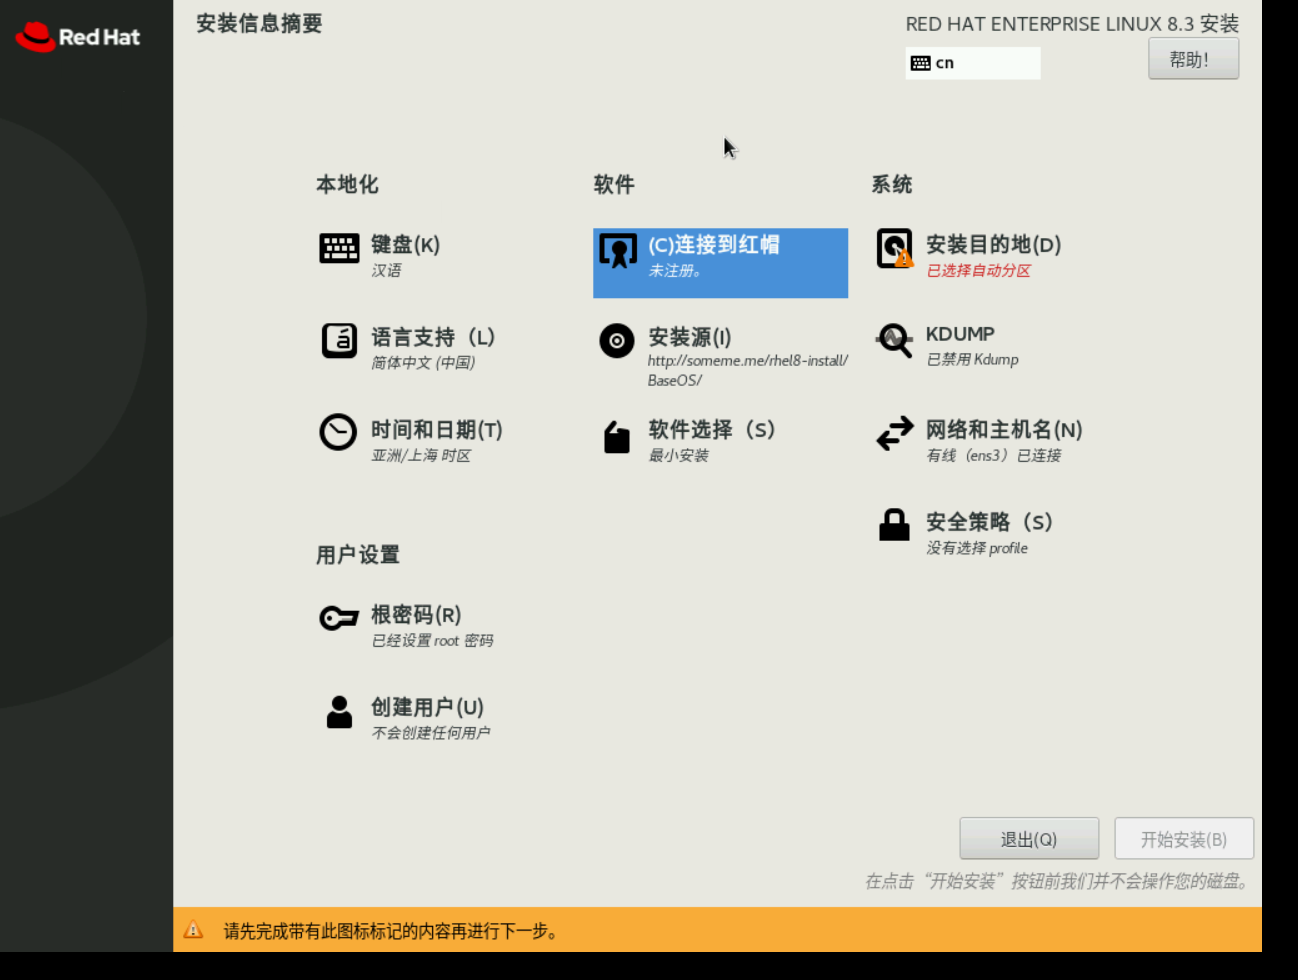 Red Hat
安装信息摘要
RED HAT ENTERPRISE LINUX 8.3 安装
cn
帮助！
本地化
键盘(K)
汉语
语言支持（L）
简体中文 (中国)
时间和日期(T)
亚洲/上海 时区
用户设置
根密码(R)
已经设置 root 密码
创建用户(U)
不会创建任何用户
软件
(C)连接到红帽
未注册。
安装源(I)
http://someme.me/rhel8-install/
BaseOS/
软件选择（S）
最小安装
系统
安装目的地(D)
已选择自动分区
KDUMP
已禁用 Kdump
网络和主机名(N)
有线（ens3）已连接
安全策略（S）
没有选择 profile
退出(Q)
开始安装(B)
在点击“开始安装”按钮前我们并不会操作您的磁盘。
请先完成带有此图标标记的内容再进行下一步。